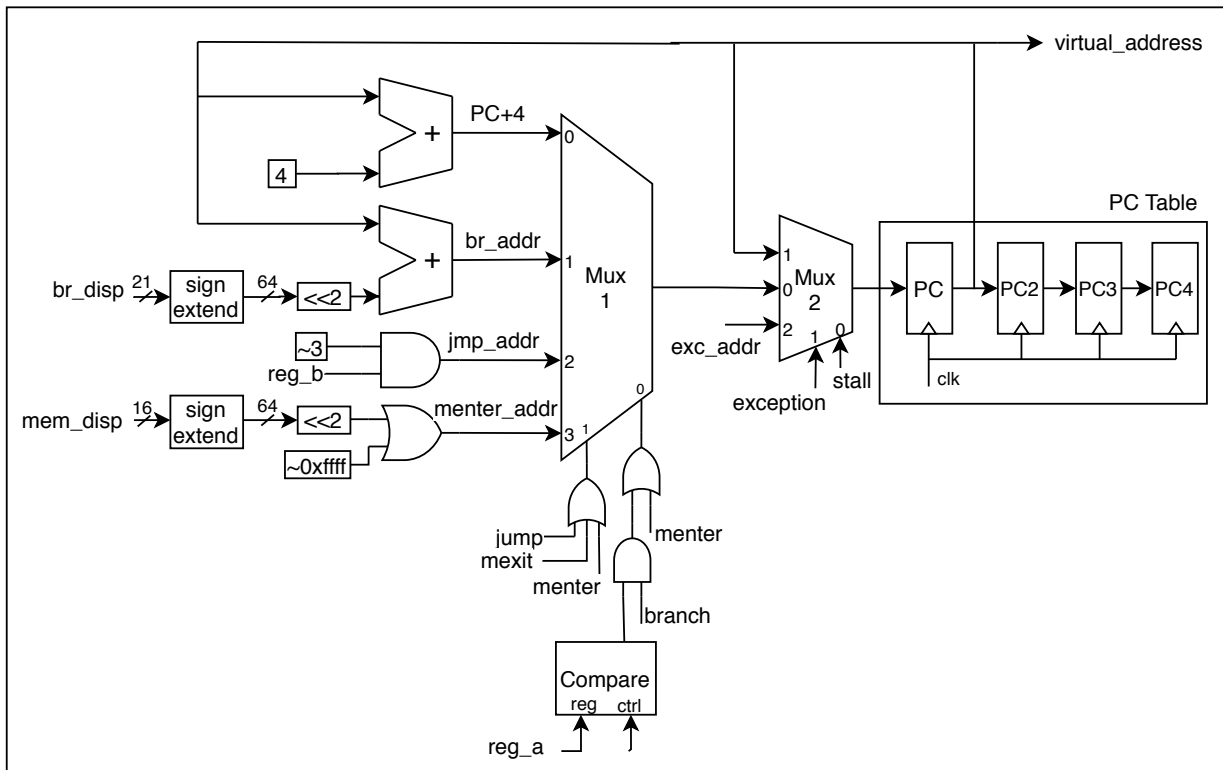 virtual_address
PC+4
+
0
4
PC Table
br_addr
+
1
Mux
1
1
Mux
2
0
2
1
0
PC
PC2
PC3
PC4
br_disp
21
sign
extend
64
<<2
~3
reg_b
jmp_addr
2
exc_addr
stall
exception
clk
0
mem_disp
16
sign
extend
64
<<2
menter_addr
3
1
~0xffff
jump
mexit
menter
menter
branch
Compare
reg
ctrl
reg_a